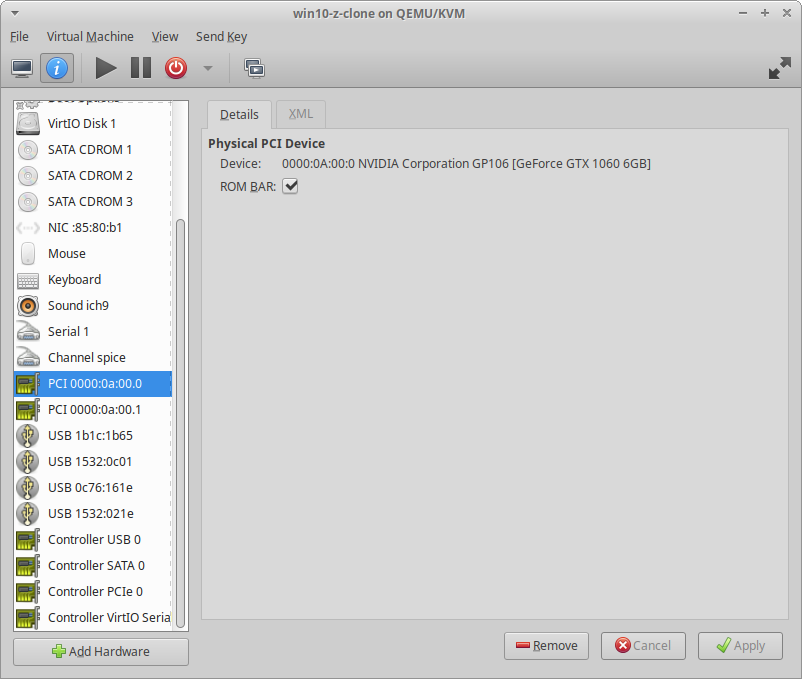 win10-z-clone on QEMU/KVM
File Virtual Machine View Send Key
Details XML
VirtIO Disk 1
SATA CDROM 1
SATA CDROM 2
SATA CDROM 3
NIC :85:80:b1
Mouse
Keyboard
Sound ich9
Serial 1
Channel spice
PCI 0000:0a:00.0
PCI 0000:0a:00.1
USB 1b1c:1b65
USB 1532:0c01
USB 0c76:161e
USB 1532:021e
Controller USB 0
Controller SATA 0
Controller PCIe 0
Controller VirtIO Seria
Add Hardware
Physical PCI Device
Device: 0000:0A:00:0 NVIDIA Corporation GP106 [GeForce GTX 1060 6GB]
ROM BAR:
Remove Cancel Apply